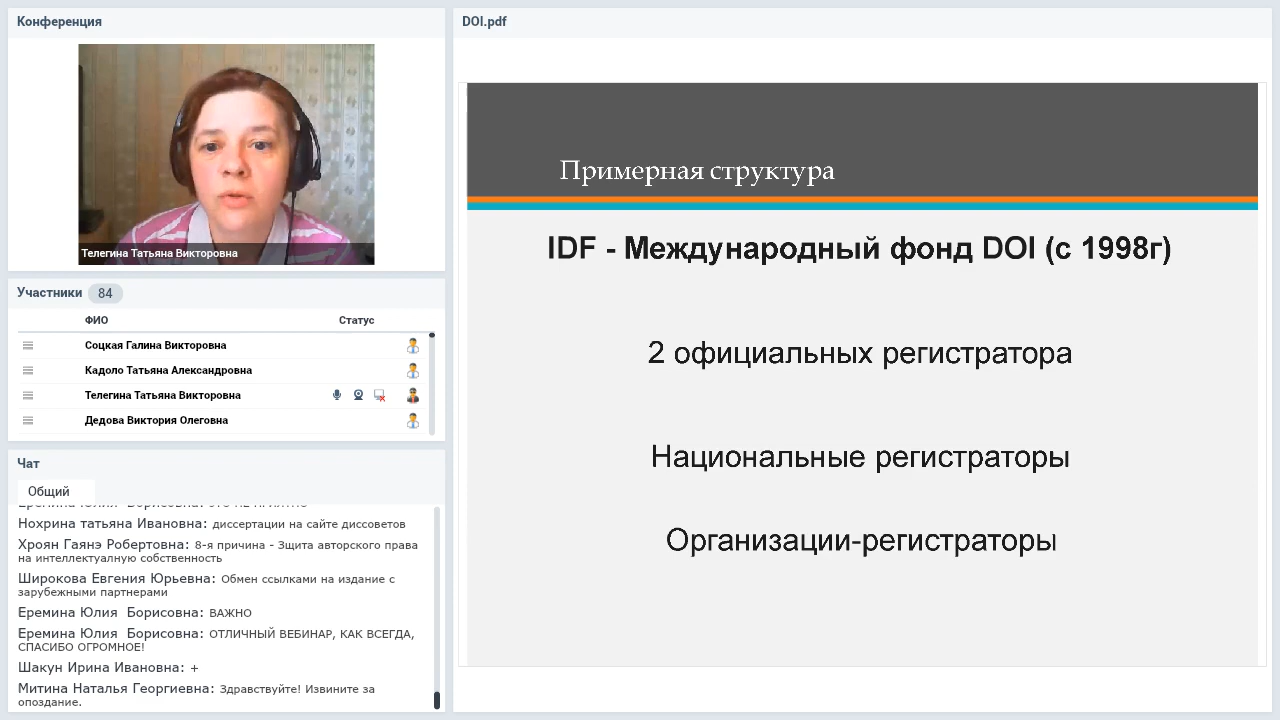 Конференция
Телегина Татьяна Викторовна
Участники 84
ФИО Статус
Соцкая Галина Викторовна
Кадоло Татьяна Александровна
Телегина Татьяна Викторовна
Дедова Виктория Олеговна
Чат
Общий
Нохрина татьяна Ивановна: диссертации на сайте диссоветов
Хроян Гаянэ Робертовна: 8-я причина - Зщита авторского права
на интеллектуалную собственность
Широкова Евгения Юрьевна: Обмен ссылками на издание с
зарубежными партнерами
Еремина Юлия Борисовна: ВАЖНО
Еремина Юлия Борисовна: ОТЛИЧНЫЙ ВЕБИНАР, КАК ВСЕГДА,
СПАСИБО ОГРОМНОЕ!
Шакун Ирина Ивановна: +
Митина Наталья Георгиевна: Здравствуйте! Извините за
опоздание.
DOI.pdf
Примерная структура
IDF - Международный фонд DOI (с 1998г)
2 официальных регистратора
Национальные регистраторы
Организации-регистраторы